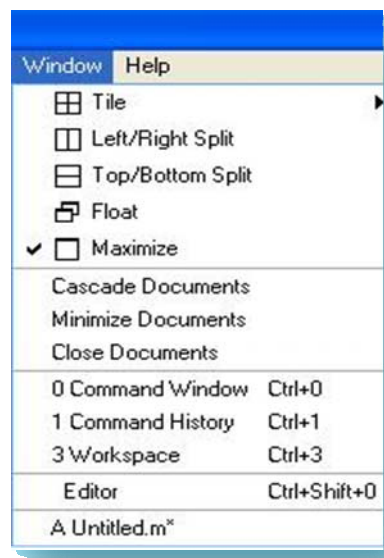 Window Help
Tile
Left/Right Split
Top/Bottom Split
Float
Maximize
Cascade Documents
Minimize Documents
Close Documents
0 Command Window Ctrl+0
1 Command History Ctrl+1
3 Workspace Ctrl+3
Editor Ctrl+Shift+0
A Untitled.m*